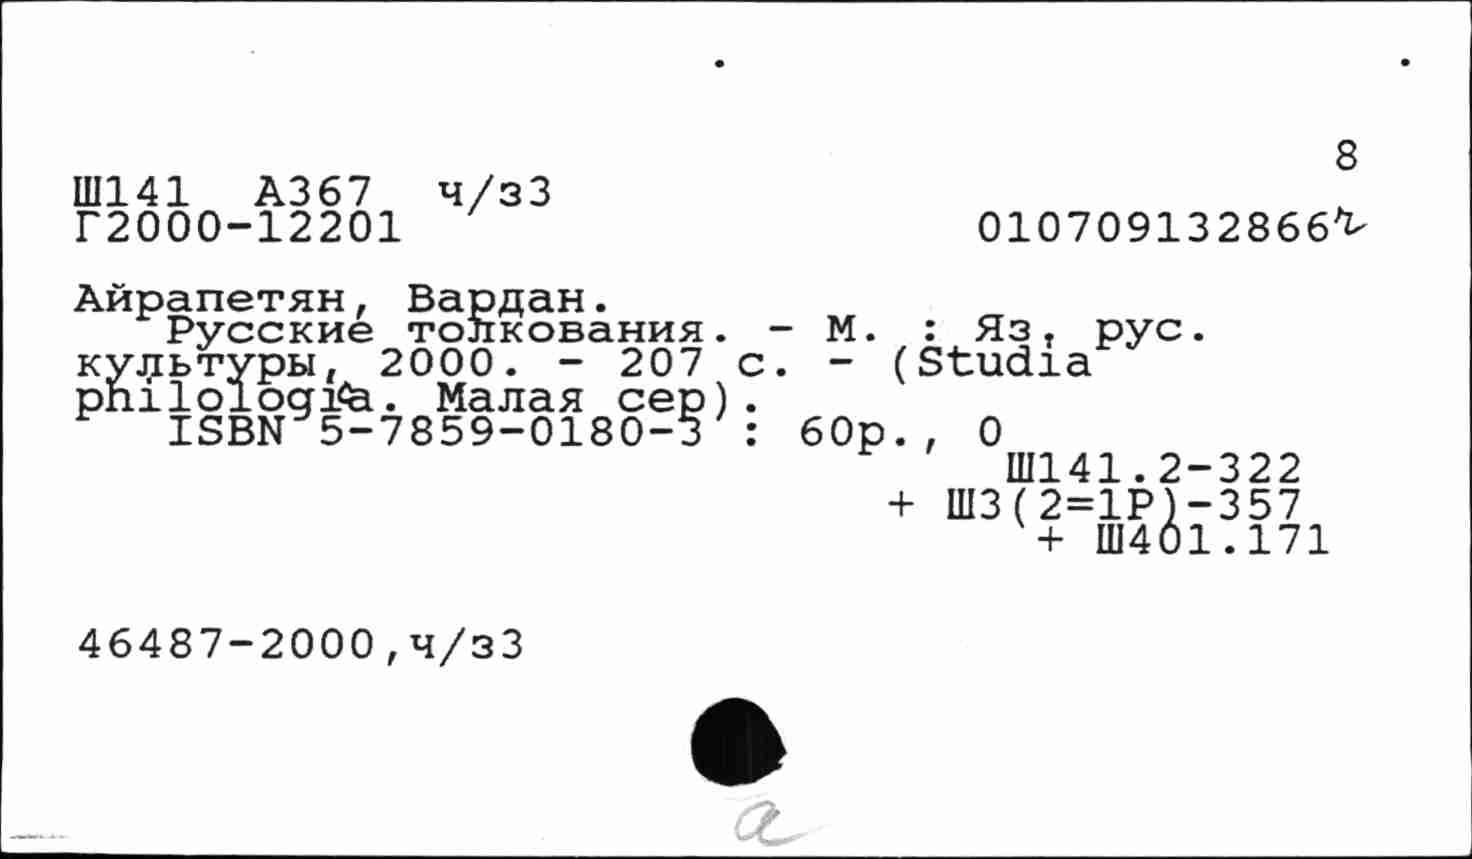 8
Ш141 А367 ч/з3
Г2000-12201 010709132866г
Айрапетян, Вардан.
Русские толкования. - М. : Яз. рус.
культуры, 2000. - 207 с. - (Studia
philologica. Малая сер).
ISBN 5-7859-0180-3 : 60р., 0
Ш141.2-322
+ Ш3(2=1Р)-357
+ Ш401.171
46487-2000,ч/з3
а